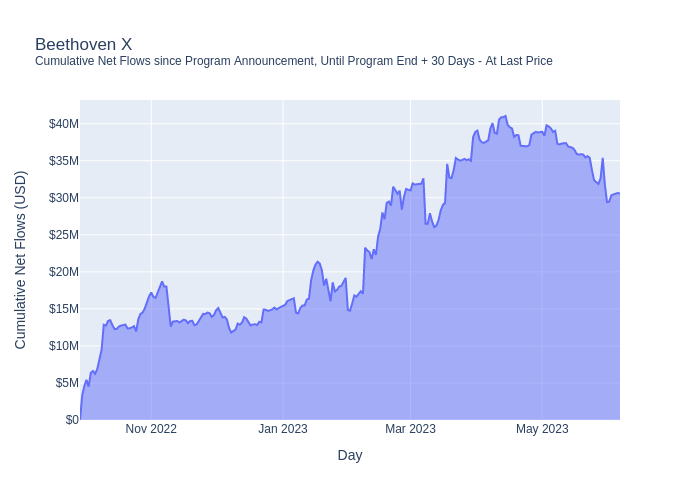 Beethoven X
Cumulative Net Flows since Program Announcement, Until Program End + 30 Days - At Last Price
Cumulative Net Flows (USD)
$40M
$35M
$30M
$25M
$20M
$15M
$10M
$5M
$0
Nov 2022
Jan 2023
Mar 2023
May 2023
Day